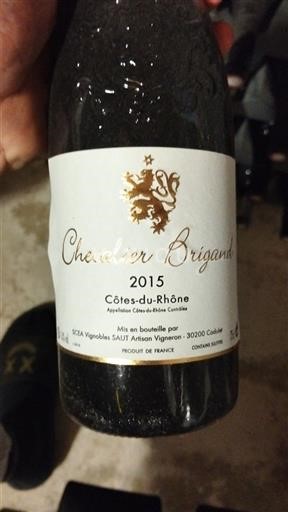 Chevalier Brigand
2015
Côtes-du-Rhône
Appellation Côtes-du-Rhône Contrôlée
Mis en bouteille par
SCEA Vignobles SAUT Artisan Vigneron - 30200 Codolet
PRODUIT DE FRANCE
CONTAINS SULFITES